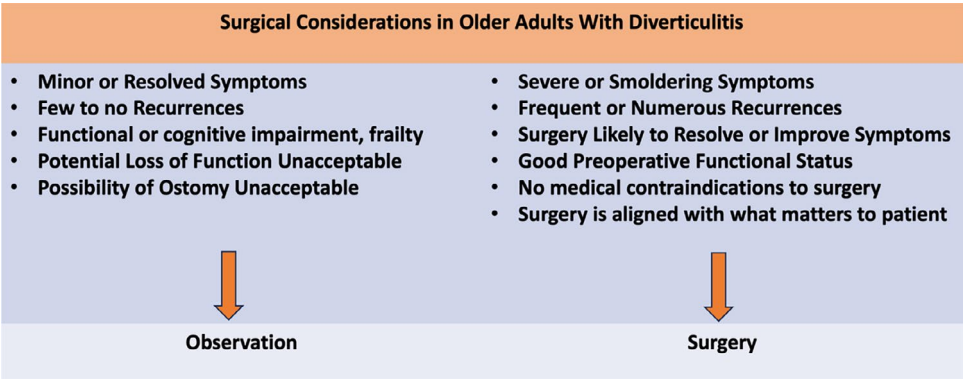 Surgical Considerations in Older Adults With Diverticulitis
• Minor or Resolved Symptoms
• Few to no Recurrences
• Functional or cognitive impairment, frailty
• Potential Loss of Function Unacceptable
• Possibility of Ostomy Unacceptable
• Severe or Smoldering Symptoms
• Frequent or Numerous Recurrences
• Surgery Likely to Resolve or Improve Symptoms
• Good Preoperative Functional Status
• No medical contraindications to surgery
• Surgery is aligned with what matters to patient
Observation
Surgery